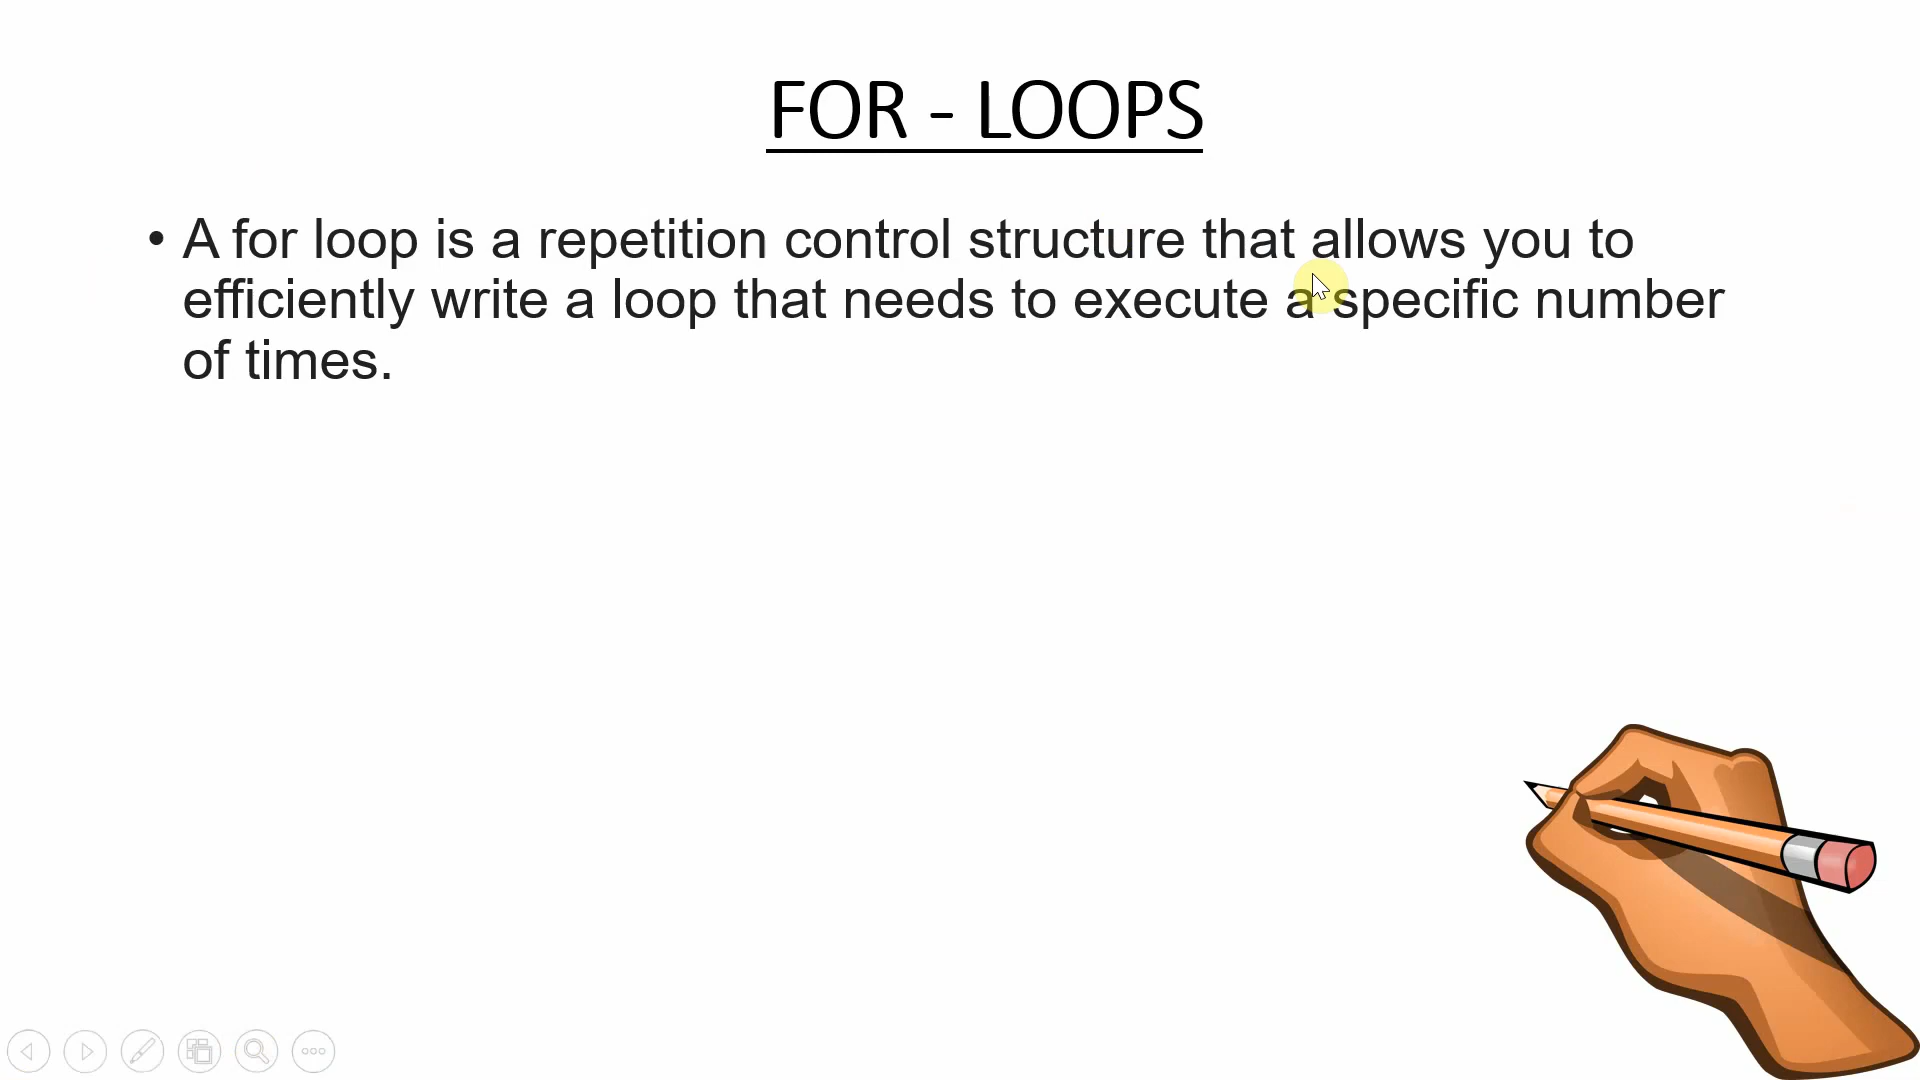 FOR - LOOPS
• A for loop is a repetition control structure that allows you to
efficiently write a loop that needs to execute a specific number
of times.